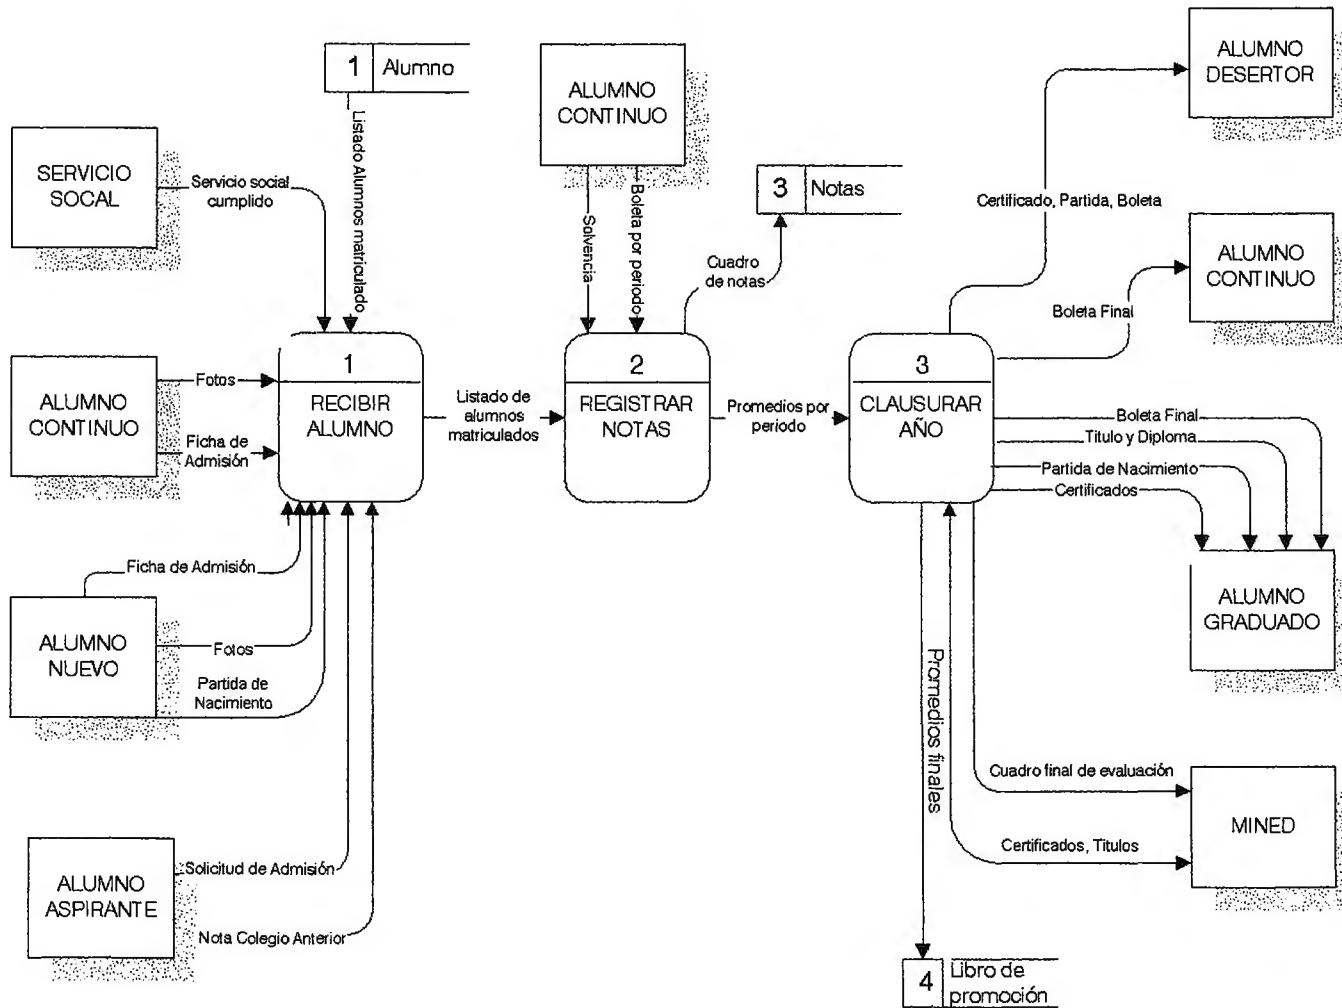 1 Alumno
ALUMNO
CONTINUO
ALUMNO
DESERTOR
SERVICIO
SOCAL
Servicio social
cumplido
Listado Alumnos matriculado
Solvencia
Boleta por periodo
3 Notas
Cuadro
de notas
Certificado, Partida, Boleta
ALUMNO
CONTINUO
Boleta Final
ALUMNO
CONTINUO
Fotos
Ficha de
Admisión
1
RECIBIR
ALUMNO
Listado de
alumnos
matriculados
2
REGISTRAR
NOTAS
Promedios por
periodo
3
CLAUSURAR
AÑO
Boleta Final
Titulo y Diploma
Partida de Nacimiento
Certificados
ALUMNO
GRADUADO
Ficha de Admisión
ALUMNO
NUEVO
Fotos
Partida de
Nacimiento
Promedios finales
Cuadro final de evaluación
MINED
Certificados, Titulos
ALUMNO
ASPIRANTE
Solicitud de Admisión
Nota Colegio Anterior
4 Libro de
promoción